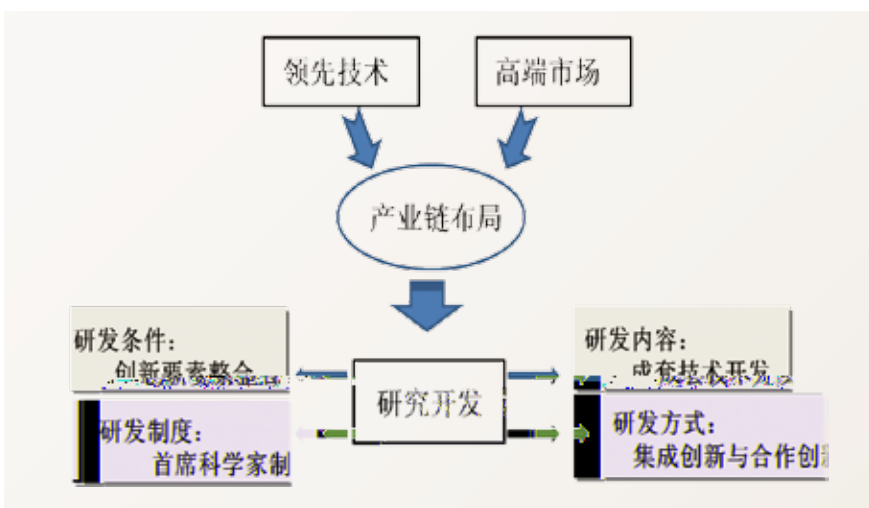 领先技术
高端市场
产业链布局
研发条件：
创新要素整合
研发内容：
成套技术开发
研究开发
研发制度：
首席科学家制
研发方式：
集成创新与合作创